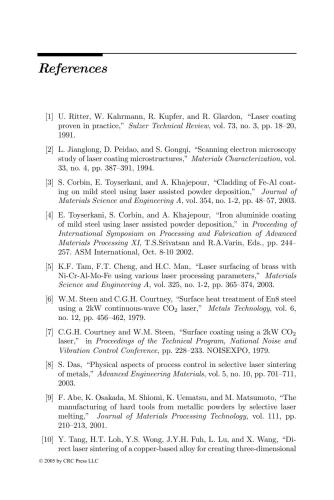 References
[1] U. Ritter, W. Kahrmann, R. Kupfer, and R. Glardon, "Laser coating
proven in practice," Sulzer Technical Review, vol. 73, no. 3, pp. 18–20,
1991.
[2] L. Jianglong, D. Peidao, and S. Gongqi, "Scanning electron microscopy
study of laser coating microstructures," Materials Characterization, vol.
33, no. 4, pp. 387–391, 1994.
[3] S. Corbin, E. Toyserkani, and A. Khajepour, "Cladding of Fe-Al coat-
ing on mild steel using laser assisted powder deposition," Journal of
Materials Science and Engineering A, vol. 354, no. 1-2, pp. 48–57, 2003.
[4] E. Toyserkani, S. Corbin, and A. Khajepour, "Iron aluminide coating
of mild steel using laser assisted powder deposition," in Proceding of
International Symposium on Processing and Fabrication of Advanced
Materials Processing XI, T.S.Srivatsan and R.A.Varin, Eds., pp. 244–
257. ASM International, Oct. 8-10 2002.
[5] K.F. Tam, F.T. Cheng, and H.C. Man, "Laser surfacing of brass with
Ni-Cr-Al-Mo-Fe using various laser processing parameters," Materials
Science and Engineering A, vol. 325, no. 1-2, pp. 365–374, 2003.
[6] W.M. Steen and C.G.H. Courtney, "Surface heat treatment of En8 steel
using a 2kW continuous-wave CO₂ laser," Metals Technology, vol. 6,
no. 12, pp. 456–462, 1979.
[7] C.G.H. Courtney and W.M. Steen, "Surface coating using a 2kW CO₂
laser," in Proceedings of the Technical Program, National Noise and
Vibration Control Conference, pp. 228–233. NOISEXPO, 1979.
[8] S. Das, "Physical aspects of process control in selective laser sintering
of metals," Advanced Engineering Materials, vol. 5, no. 10, pp. 701–711,
2003.
[9] F. Abe, K. Osakada, M. Shiomi, K. Uematsu, and M. Matsumoto, "The
manufacturing of hard tools from metallic powders by selective laser
melting," Journal of Materials Processing Technology, vol. 111, pp.
210–213, 2001.
[10] Y. Tang, H.T. Loh, Y.S. Wong, J.Y.H. Fuh, L. Lu, and X. Wang, "Di-
rect laser sintering of a copper-based alloy for creating three-dimensional
© 2005 by CRC Press LLC